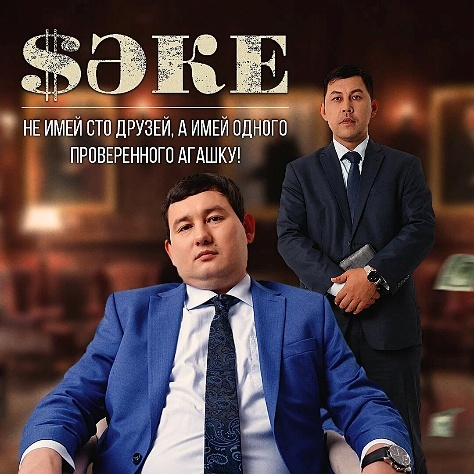 $ӘКЕ
НЕ ИМЕЙ СТО ДРУЗЕЙ, А ИМЕЙ ОДНОГО
ПРОВЕРЕННОГО АГАШКУ!